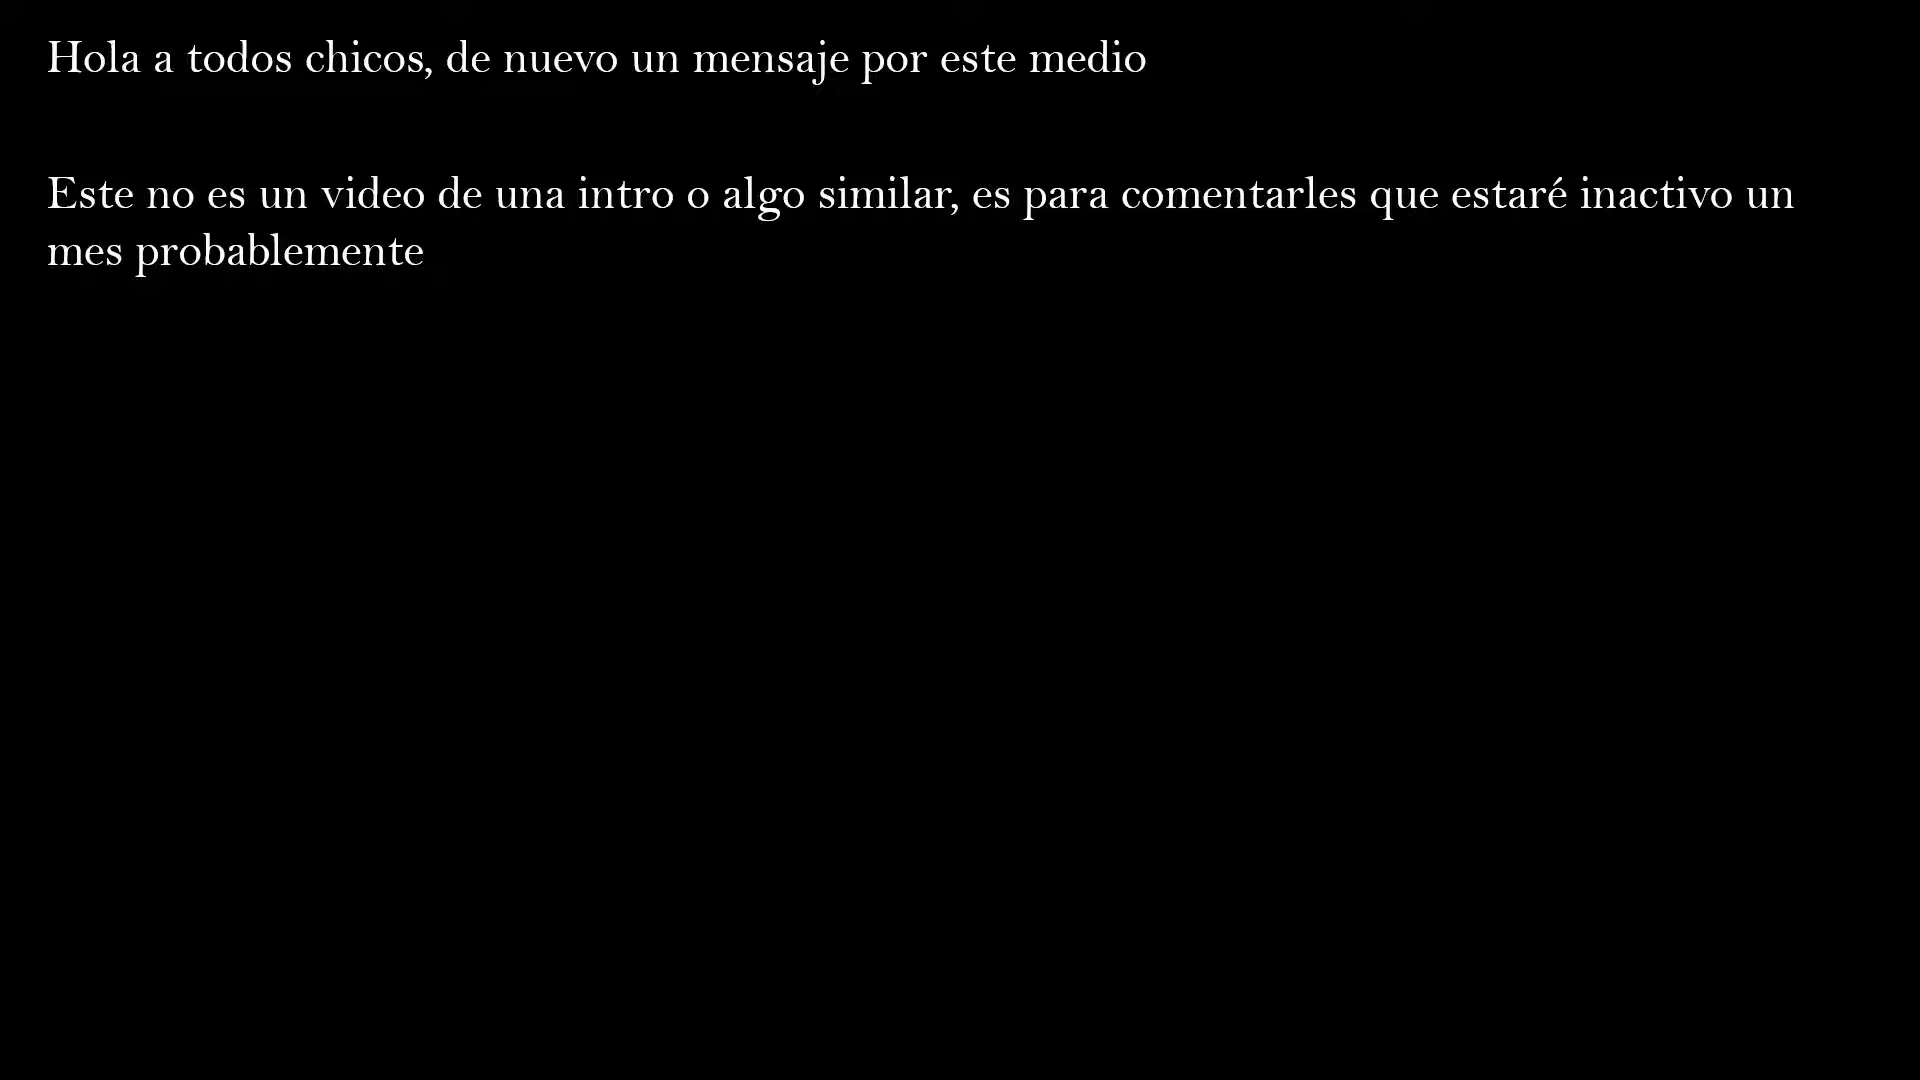 Hola a todos chicos, de nuevo un mensaje por este medio
Este no es un video de una intro o algo similar, es para comentarles que estaré inactivo un
mes probablemente